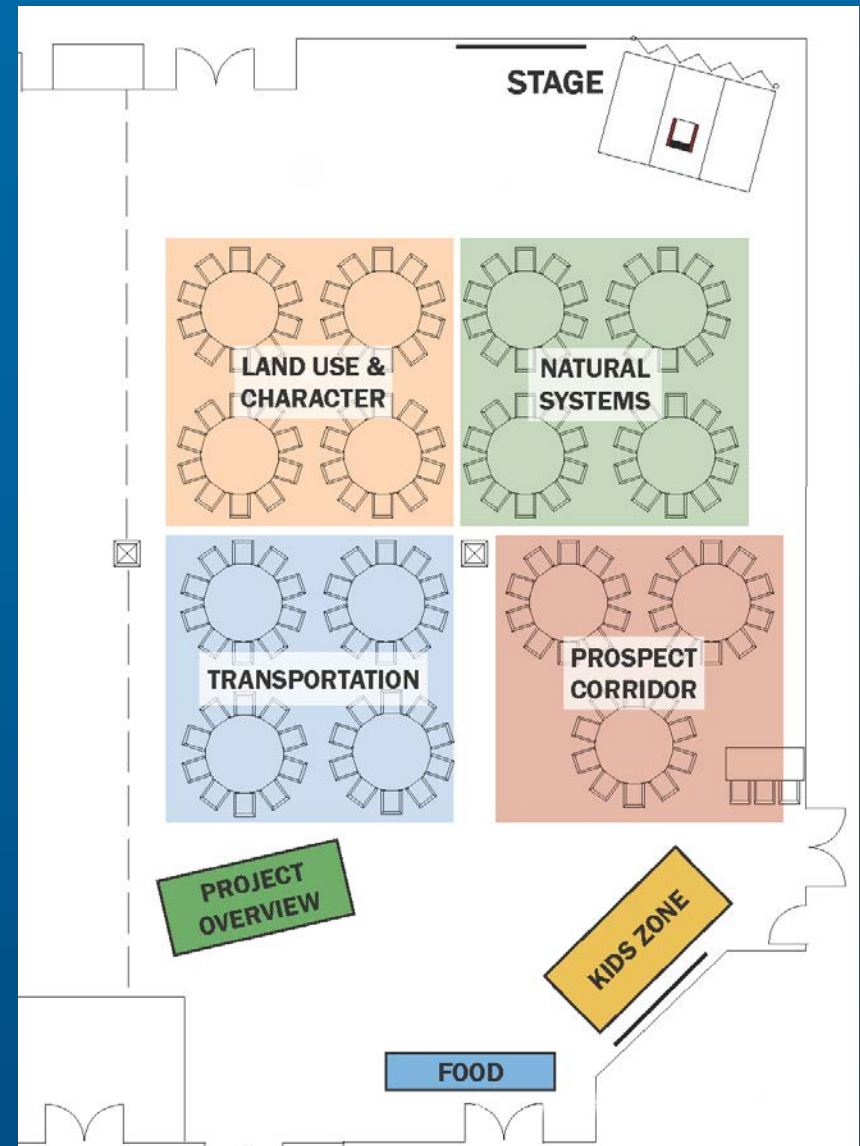 STAGE
LAND USE &
CHARACTER
NATURAL
SYSTEMS
TRANSPORTATION
PROSPECT
CORRIDOR
PROJECT
OVERVIEW
KIDS ZONE
FOOD